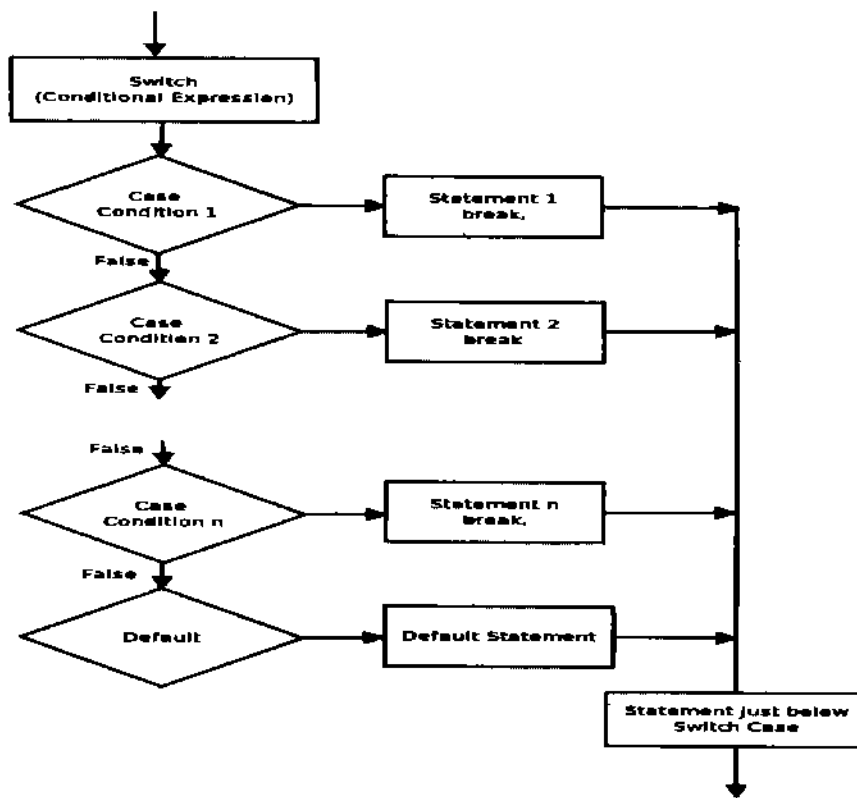 Switch
(Conditional Expression)
Case
Condition 1
Statement 1
break,
False
Case
Condition 2
Statement 2
break
False
False
Case
Condition n
Statement n
break,
False
Default
Default Statement
Statement just below
Switch Case